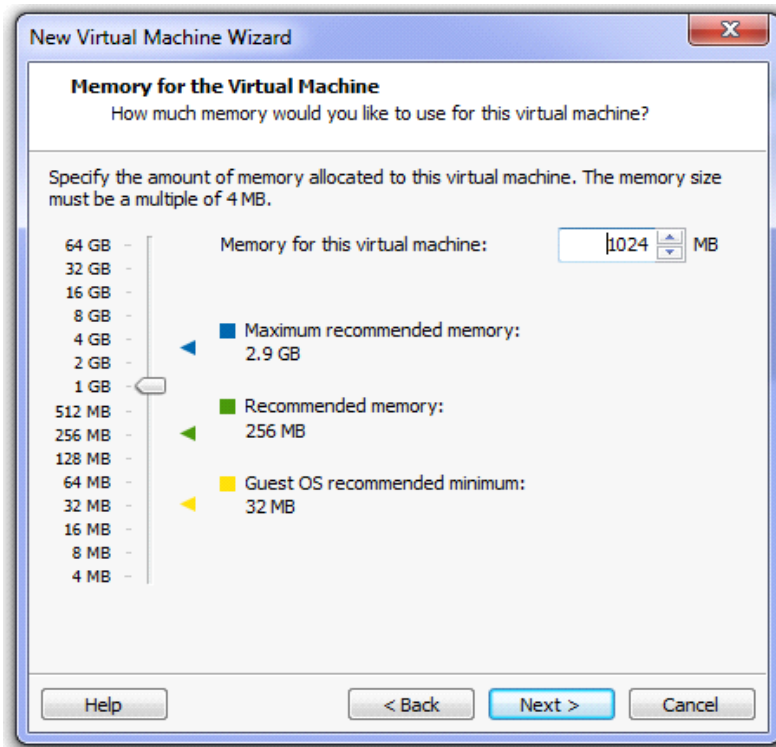 New Virtual Machine Wizard
Memory for the Virtual Machine
How much memory would you like to use for this virtual machine?
Specify the amount of memory allocated to this virtual machine. The memory size
must be a multiple of 4 MB.
64 GB
32 GB
16 GB
8 GB
4 GB
2 GB
1 GB
512 MB
256 MB
128 MB
64 MB
32 MB
16 MB
8 MB
4 MB
Memory for this virtual machine: 1024 MB
Maximum recommended memory:
2.9 GB
Recommended memory:
256 MB
Guest OS recommended minimum:
32 MB
Help < Back Next > Cancel